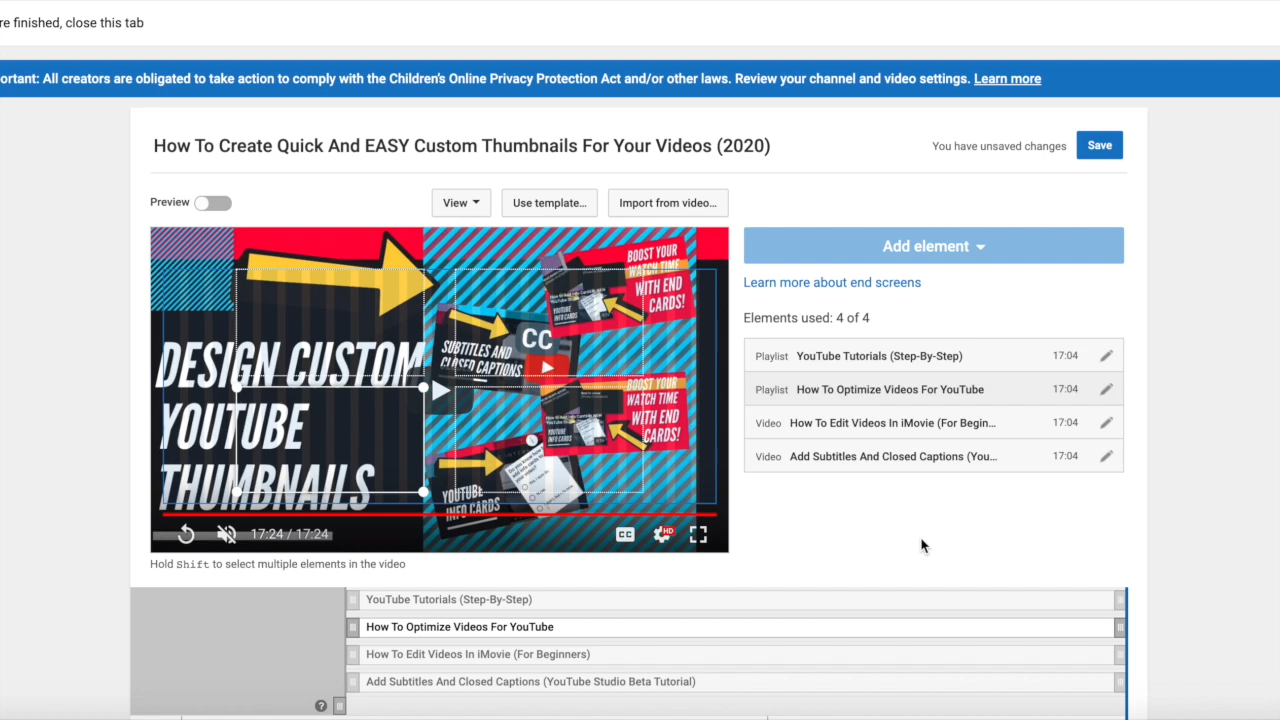 re finished, close this tab
ortant: All creators are obligated to take action to comply with the Children's Online Privacy Protection Act and/or other laws. Review your channel and video settings. Learn more
How To Create Quick And EASY Custom Thumbnails For Your Videos (2020)
You have unsaved changes
Save
Preview
View
Use template...
Import from video...
DESIGN CUSTOM
YOUTUBE
THUMBNAILS
BOOST YOUR
WATCH TIME
WITH END
CARDS!
CC
SUBTITLES AND
CLOSED CAPTIONS
BOOST YOUR
WATCH TIME
WITH END
CARDS!
YOUTUBE
INFO CARDS
17:24 / 17:24
CC
HD
Hold Shift to select multiple elements in the video
Add element
Learn more about end screens
Elements used: 4 of 4
Playlist YouTube Tutorials (Step-By-Step) 17:04
Playlist How To Optimize Videos For YouTube 17:04
Video How To Edit Videos In iMovie (For Begin... 17:04
Video Add Subtitles And Closed Captions (You... 17:04
YouTube Tutorials (Step-By-Step)
How To Optimize Videos For YouTube
How To Edit Videos In iMovie (For Beginners)
Add Subtitles And Closed Captions (YouTube Studio Beta Tutorial)
?